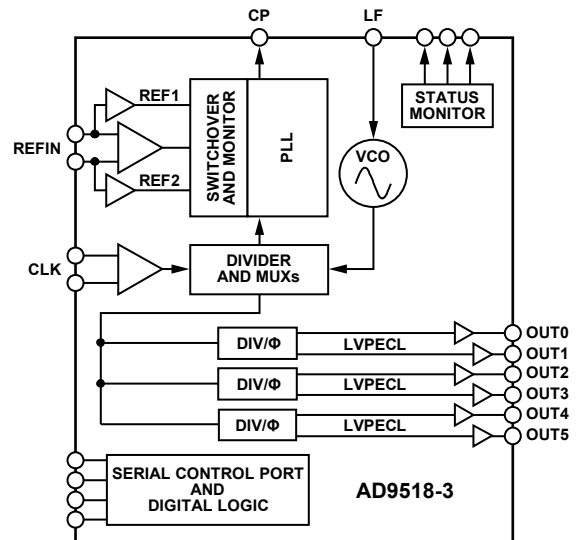 CP
LF
REF1
REFIN
REF2
SWITCHOVER
AND MONITOR
PLL
STATUS
MONITOR
VCO
CLK
DIVIDER
AND MUXs
DIV/Φ
LVPECL
OUT0
OUT1
DIV/Φ
LVPECL
OUT2
OUT3
DIV/Φ
LVPECL
OUT4
OUT5
SERIAL CONTROL PORT
AND
DIGITAL LOGIC
AD9518-3